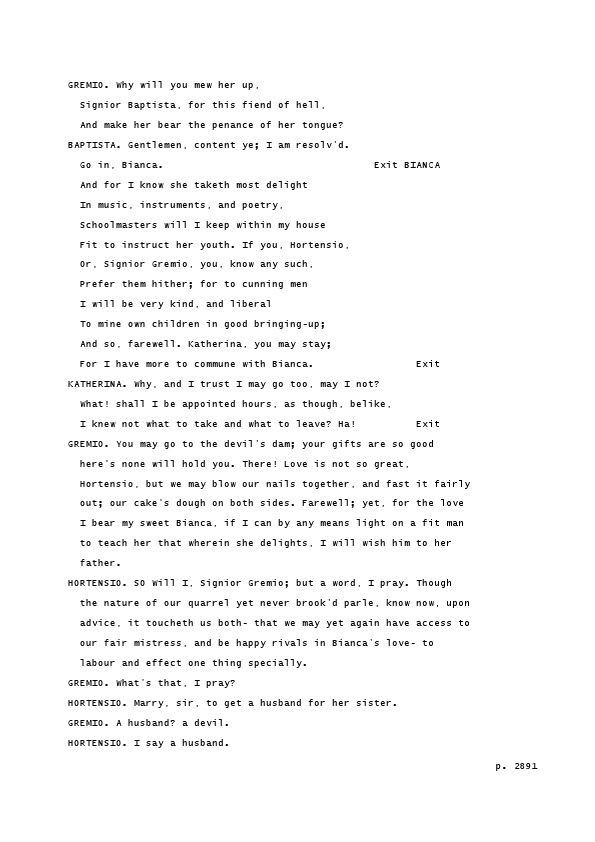 GREMIO. Why will you mew her up,
Signior Baptista, for this fiend of hell,
And make her bear the penance of her tongue?
BAPTISTA. Gentlemen, content ye; I am resolv'd.
Go in, Bianca. Exit BIANCA
And for I know she taketh most delight
In music, instruments, and poetry,
Schoolmasters will I keep within my house
Fit to instruct her youth. If you, Hortensio,
Or, Signior Gremio, you, know any such,
Prefer them hither; for to cunning men
I will be very kind, and liberal
To mine own children in good bringing-up;
And so, farewell. Katherina, you may stay;
For I have more to commune with Bianca. Exit
KATHERINA. Why, and I trust I may go too, may I not?
What! shall I be appointed hours, as though, belike,
I knew not what to take and what to leave? Ha! Exit
GREMIO. You may go to the devil's dam; your gifts are so good
here's none will hold you. There! Love is not so great,
Hortensio, but we may blow our nails together, and fast it fairly
out; our cake's dough on both sides. Farewell; yet, for the love
I bear my sweet Bianca, if I can by any means light on a fit man
to teach her that wherein she delights, I will wish him to her
father.
HORTENSIO. SO Will I, Signior Gremio; but a word, I pray. Though
the nature of our quarrel yet never brook'd parle, know now, upon
advice, it toucheth us both- that we may yet again have access to
our fair mistress, and be happy rivals in Bianca's love- to
labour and effect one thing specially.
GREMIO. What's that, I pray?
HORTENSIO. Marry, sir, to get a husband for her sister.
GREMIO. A husband? a devil.
HORTENSIO. I say a husband.
p. 2891